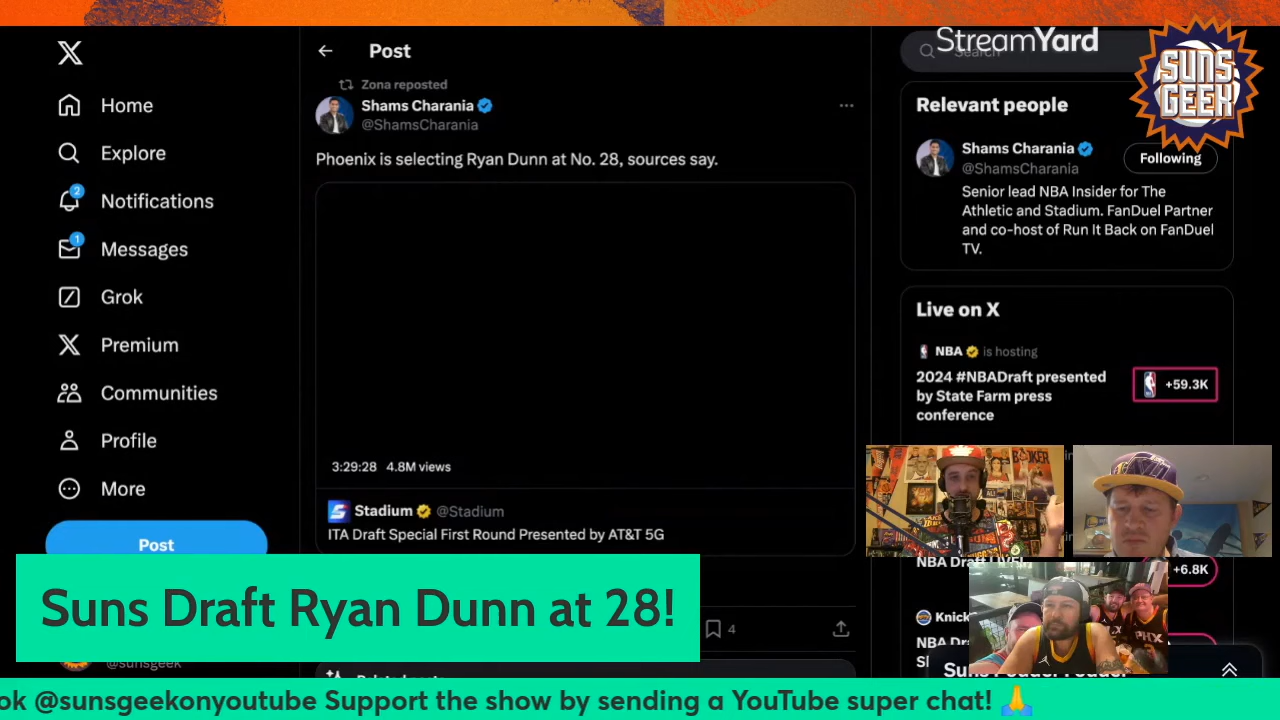 StreamYard
SUNS
GEEK
Home
Explore
2
Notifications
1
Messages
Grok
Premium
Communities
Profile
More
Post
@sunsgeek
Post
Zona reposted
Shams Charania
@ShamsCharania
Phoenix is selecting Ryan Dunn at No. 28, sources say.
3:29:28 4.8M views
Stadium @Stadium
ITA Draft Special First Round Presented by AT&T 5G
4
Search
Relevant people
Shams Charania
@ShamsCharania
Following
Senior lead NBA Insider for The
Athletic and Stadium. FanDuel Partner
and co-host of Run It Back on FanDuel
TV.
Live on X
NBA is hosting
2024 #NBADraft presented
by State Farm press
conference
+59.3K
NBA Draft LIVE!
+6.8K
Knick
NBA Dra
BOOKER
PHX
Suns Draft Ryan Dunn at 28!
ok @sunsgeekonyoutube Support the show by sending a YouTube super chat! 🙏